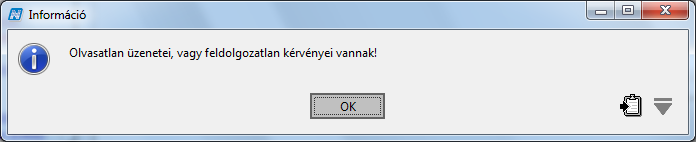 Információ
Olvasatlan üzenetei, vagy feldolgozatlan kérvényei vannak!
OK